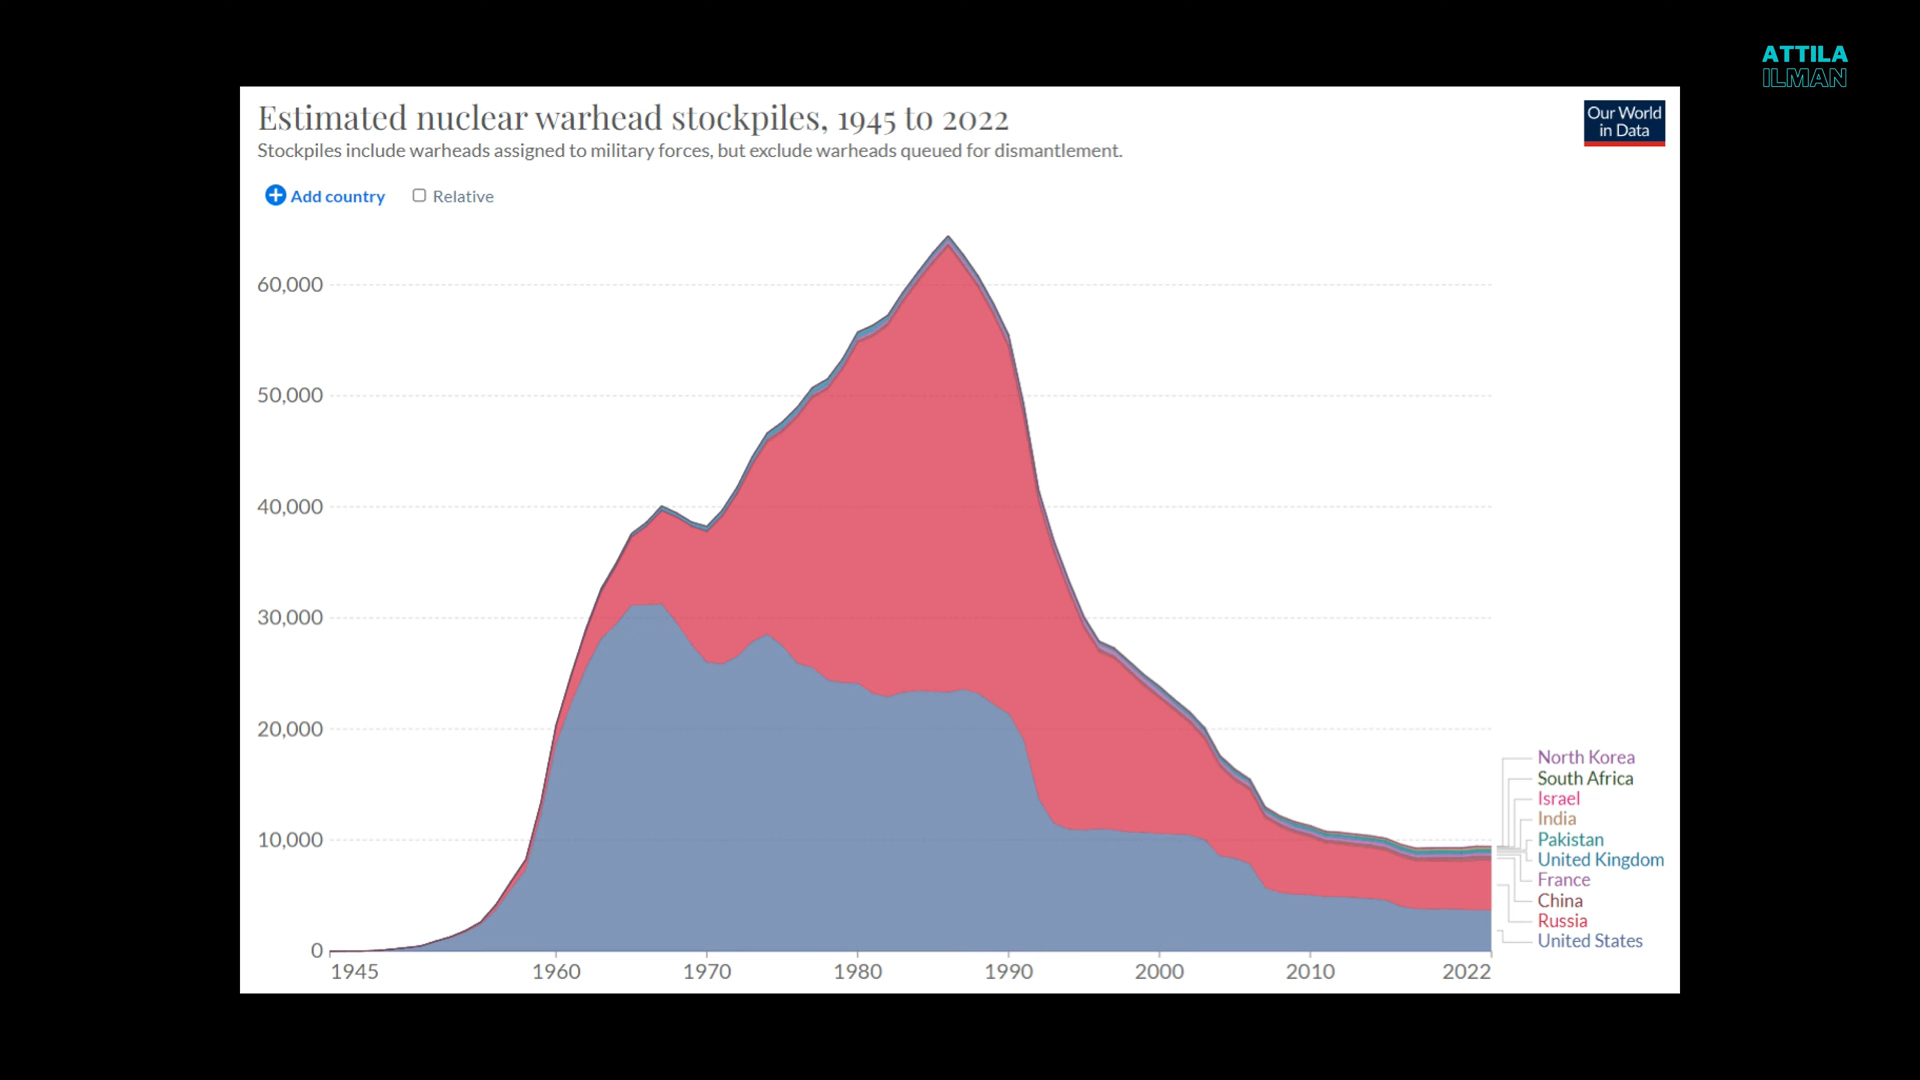 ATTILA
ILMAN
Estimated nuclear warhead stockpiles, 1945 to 2022
Stockpiles include warheads assigned to military forces, but exclude warheads queued for dismantlement.
Our World
in Data
Add country
Relative
60,000
50,000
40,000
30,000
20,000
10,000
0
1945
1960
1970
1980
1990
2000
2010
2022
North Korea
South Africa
Israel
India
Pakistan
United Kingdom
France
China
Russia
United States